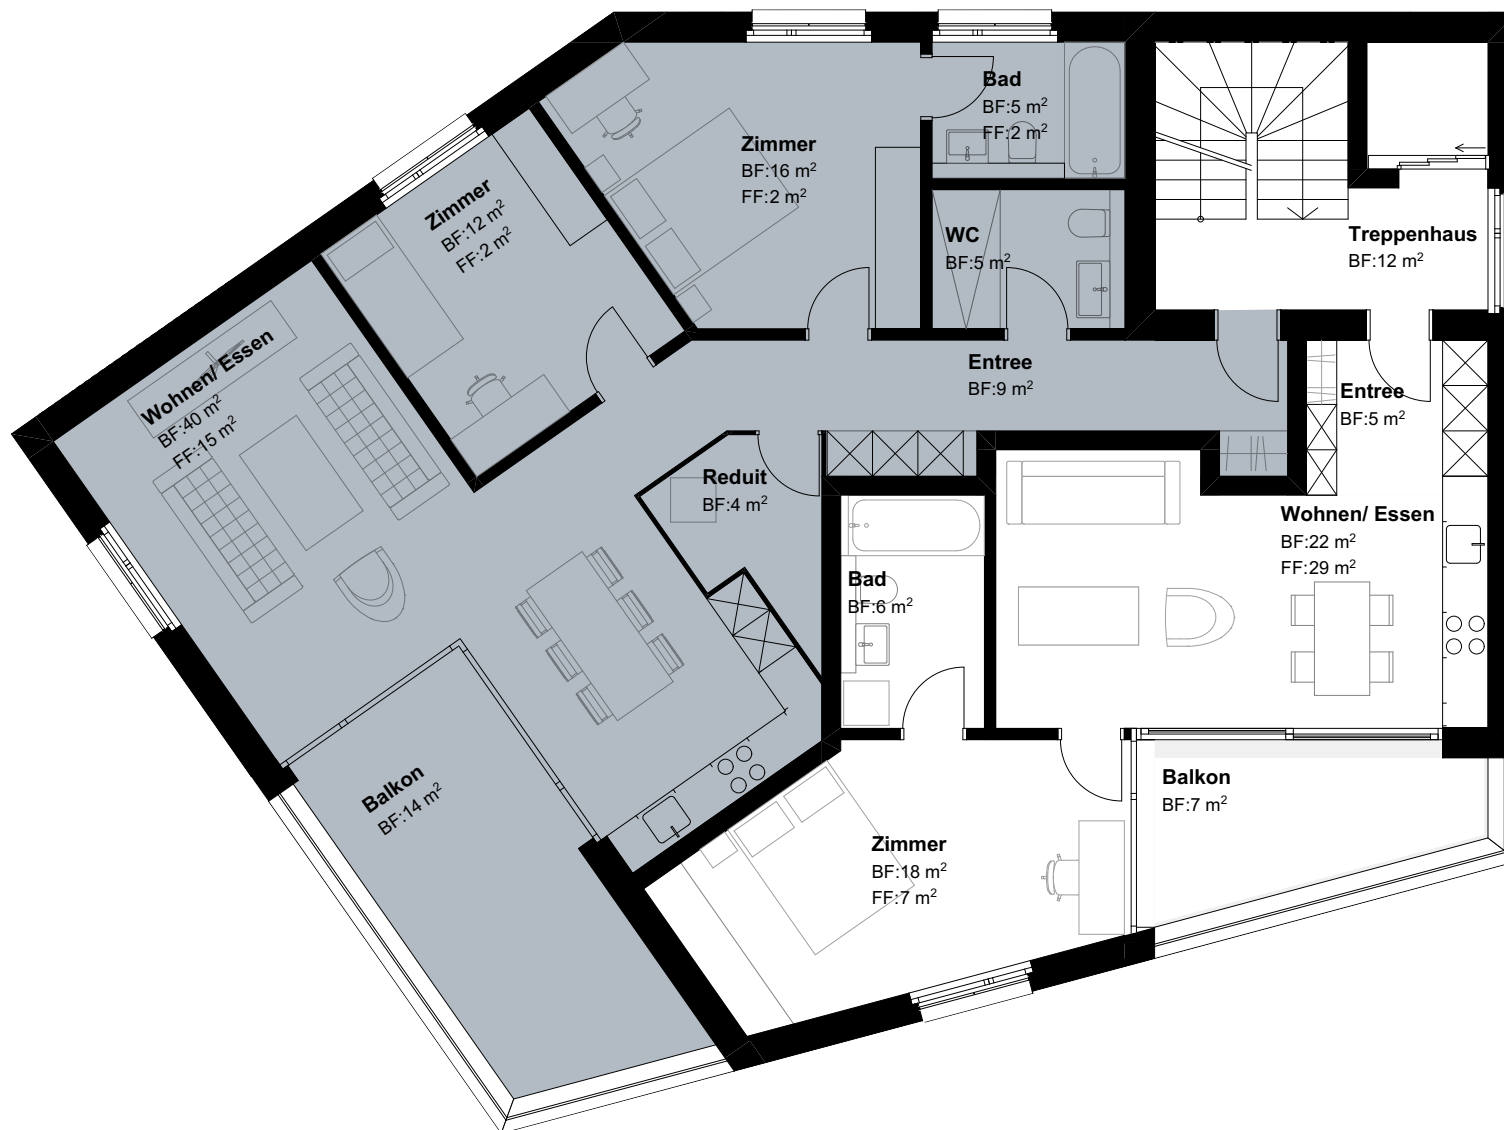 Bad
BF:5 m²
FF:2 m²
Zimmer
BF:16 m²
FF:2 m²
Zimmer
BF:12 m²
FF:2 m²
WC
BF:5 m²
Treppenhaus
BF:12 m²
Wohnen/ Essen
BF:40 m²
FF:15 m²
Entree
BF:9 m²
Entree
BF:5 m²
Reduit
BF:4 m²
Wohnen/ Essen
BF:22 m²
FF:29 m²
Bad
BF:6 m²
Balkon
BF:14 m²
Balkon
BF:7 m²
Zimmer
BF:18 m²
FF:7 m²